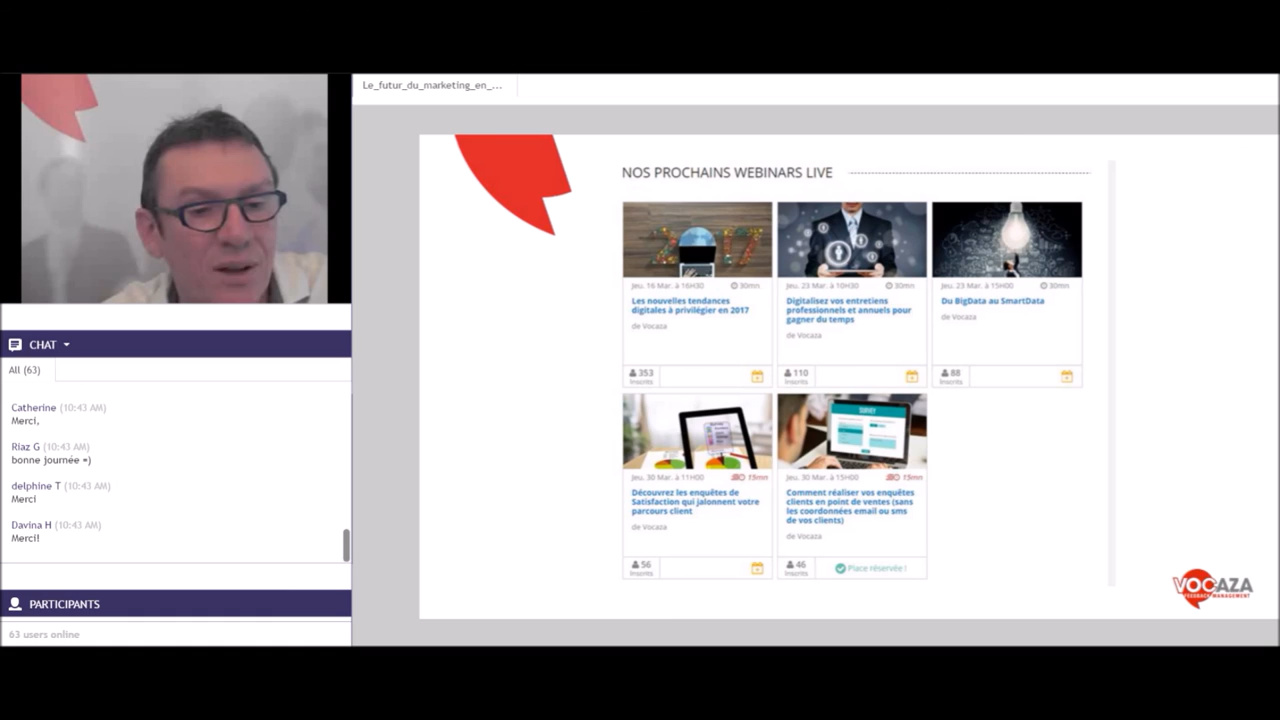 Le_futur_du_marketing_en_...
CHAT
All (63)
Catherine (10:43 AM)
Merci,
Riaz G (10:43 AM)
bonne journée =)
delphine T (10:43 AM)
Merci
Davina H (10:43 AM)
Merci!
PARTICIPANTS
63 users online
NOS PROCHAINS WEBINARS LIVE
2017
Jeu. 16 Mar. à 16H30 30mn
Les nouvelles tendances
digitales à privilégier en 2017
de Vocaza
353
Inscrits
Jeu. 23 Mar. à 10H30 30mn
Digitalisez vos entretiens
professionnels et annuels pour
gagner du temps
de Vocaza
110
Inscrits
Jeu. 23 Mar. à 15H00 30mn
Du BigData au SmartData
de Vocaza
88
Inscrits
Jeu. 30 Mar. à 11H00 15mn
Découvrez les enquêtes de
Satisfaction qui jalonnent votre
parcours client
de Vocaza
56
Inscrits
SURVEY
Jeu. 30 Mar. à 15H00 15mn
Comment réaliser vos enquêtes
clients en point de ventes (sans
les coordonnées email ou sms
de vos clients)
de Vocaza
46
Inscrits
Place réservée !
VOCAZA
FEEDBACK MANAGEMENT